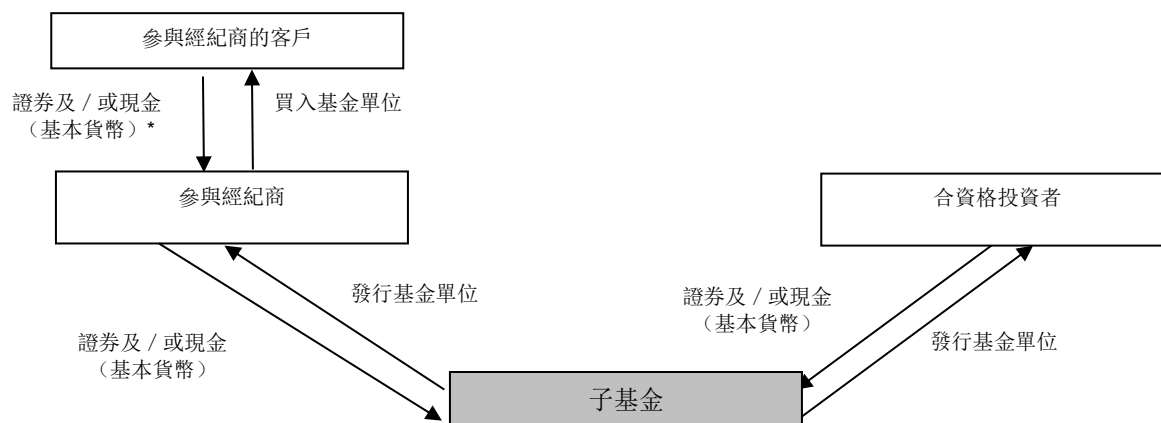 參與經紀商的客戶
證券及 / 或現金
（基本貨幣）*
買入基金單位
參與經紀商
合資格投資者
發行基金單位
證券及 / 或現金
（基本貨幣）
證券及 / 或現金
（基本貨幣）
發行基金單位
子基金